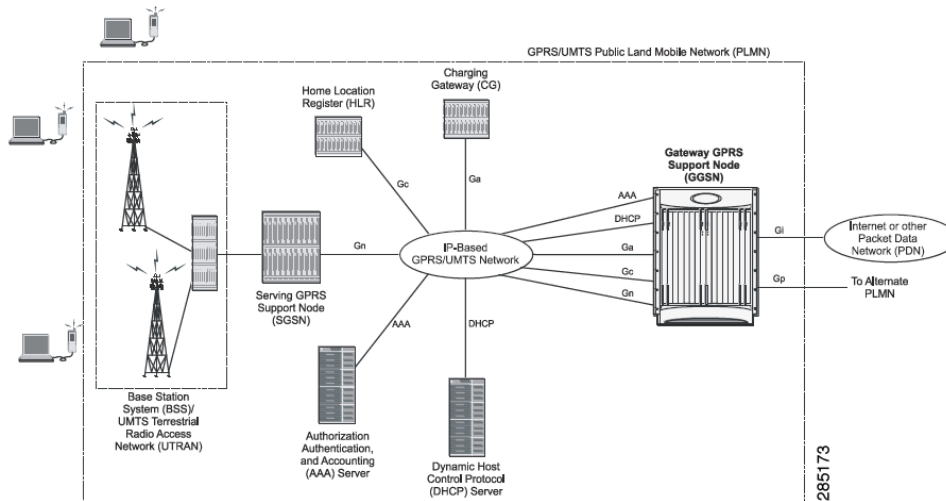 GPRS/UMTS Public Land Mobile Network (PLMN)
Charging
Gateway (CG)
Home Location
Register (HLR)
Gateway GPRS
Support Node
(GGSN)
Gc
Ga
AAA
DHCP
Ga
Gc
Gn
Gn
IP-Based
GPRS/UMTS Network
Gi
Internet or other
Packet Data
Network (PDN)
Gp
To Alternate
PLMN
Serving GPRS
Support Node
(SGSN)
AAA
DHCP
Base Station
System (BSS)/
UMTS Terrestrial
Radio Access
Network (UTRAN)
Authorization
Authentication,
and Accounting
(AAA) Server
Dynamic Host
Control Protocol
(DHCP) Server
285173